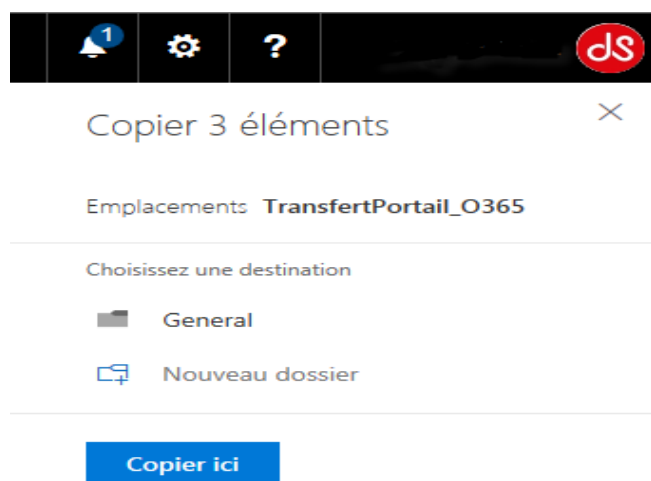 1
?
ds
Copier 3 éléments
Emplacements TransfertPortail_O365
Choisissez une destination
General
Nouveau dossier
Copier ici